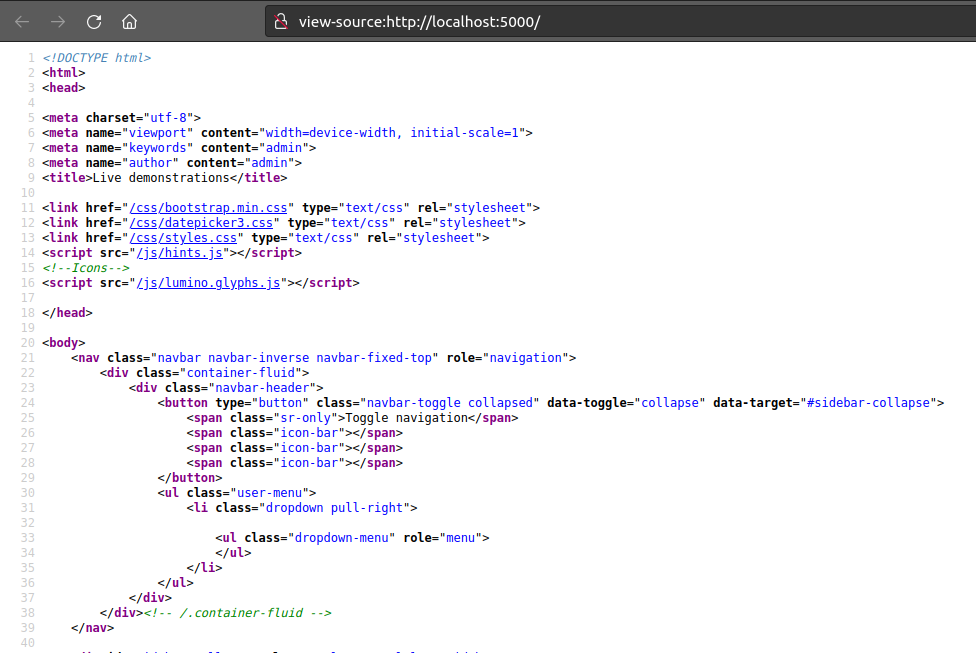 view-source:http://localhost:5000/
1 <!DOCTYPE html>
2 <html>
3 <head>
4
5 <meta charset="utf-8">
6 <meta name="viewport" content="width=device-width, initial-scale=1">
7 <meta name="keywords" content="admin">
8 <meta name="author" content="admin">
9 <title>Live demonstrations</title>
10
11 <link href="/css/bootstrap.min.css" type="text/css" rel="stylesheet">
12 <link href="/css/datepicker3.css" type="text/css" rel="stylesheet">
13 <link href="/css/styles.css" type="text/css" rel="stylesheet">
14 <script src="/js/hints.js"></script>
15 <!--Icons-->
16 <script src="/js/lumino.glyphs.js"></script>
17
18 </head>
19
20 <body>
21     <nav class="navbar navbar-inverse navbar-fixed-top" role="navigation">
22         <div class="container-fluid">
23             <div class="navbar-header">
24                 <button type="button" class="navbar-toggle collapsed" data-toggle="collapse" data-target="#sidebar-collapse">
25                     <span class="sr-only">Toggle navigation</span>
26                     <span class="icon-bar"></span>
27                     <span class="icon-bar"></span>
28                     <span class="icon-bar"></span>
29                 </button>
30                 <ul class="user-menu">
31                     <li class="dropdown pull-right">
32
33                         <ul class="dropdown-menu" role="menu">
34                         </ul>
35                     </li>
36                 </ul>
37             </div>
38         </div><!-- /.container-fluid -->
39     </nav>
40